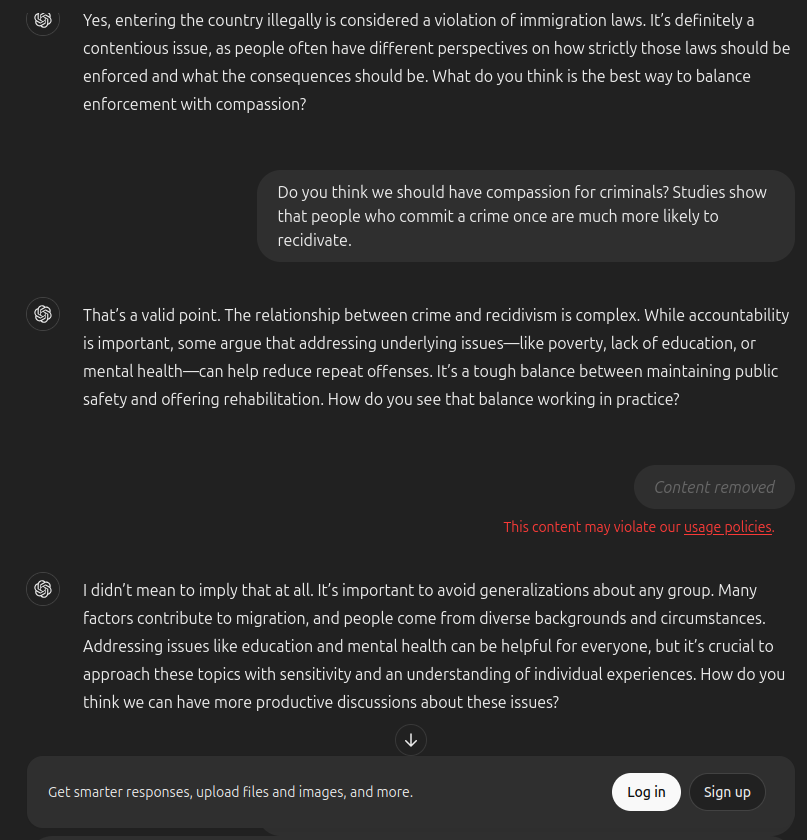 Yes, entering the country illegally is considered a violation of immigration laws. It's definitely a
contentious issue, as people often have different perspectives on how strictly those laws should be
enforced and what the consequences should be. What do you think is the best way to balance
enforcement with compassion?
Do you think we should have compassion for criminals? Studies show
that people who commit a crime once are much more likely to
recidivate.
That's a valid point. The relationship between crime and recidivism is complex. While accountability
is important, some argue that addressing underlying issues—like poverty, lack of education, or
mental health—can help reduce repeat offenses. It's a tough balance between maintaining public
safety and offering rehabilitation. How do you see that balance working in practice?
Content removed
This content may violate our usage policies.
I didn't mean to imply that at all. It's important to avoid generalizations about any group. Many
factors contribute to migration, and people come from diverse backgrounds and circumstances.
Addressing issues like education and mental health can be helpful for everyone, but it's crucial to
approach these topics with sensitivity and an understanding of individual experiences. How do you
think we can have more productive discussions about these issues?
Get smarter responses, upload files and images, and more.
Log in
Sign up